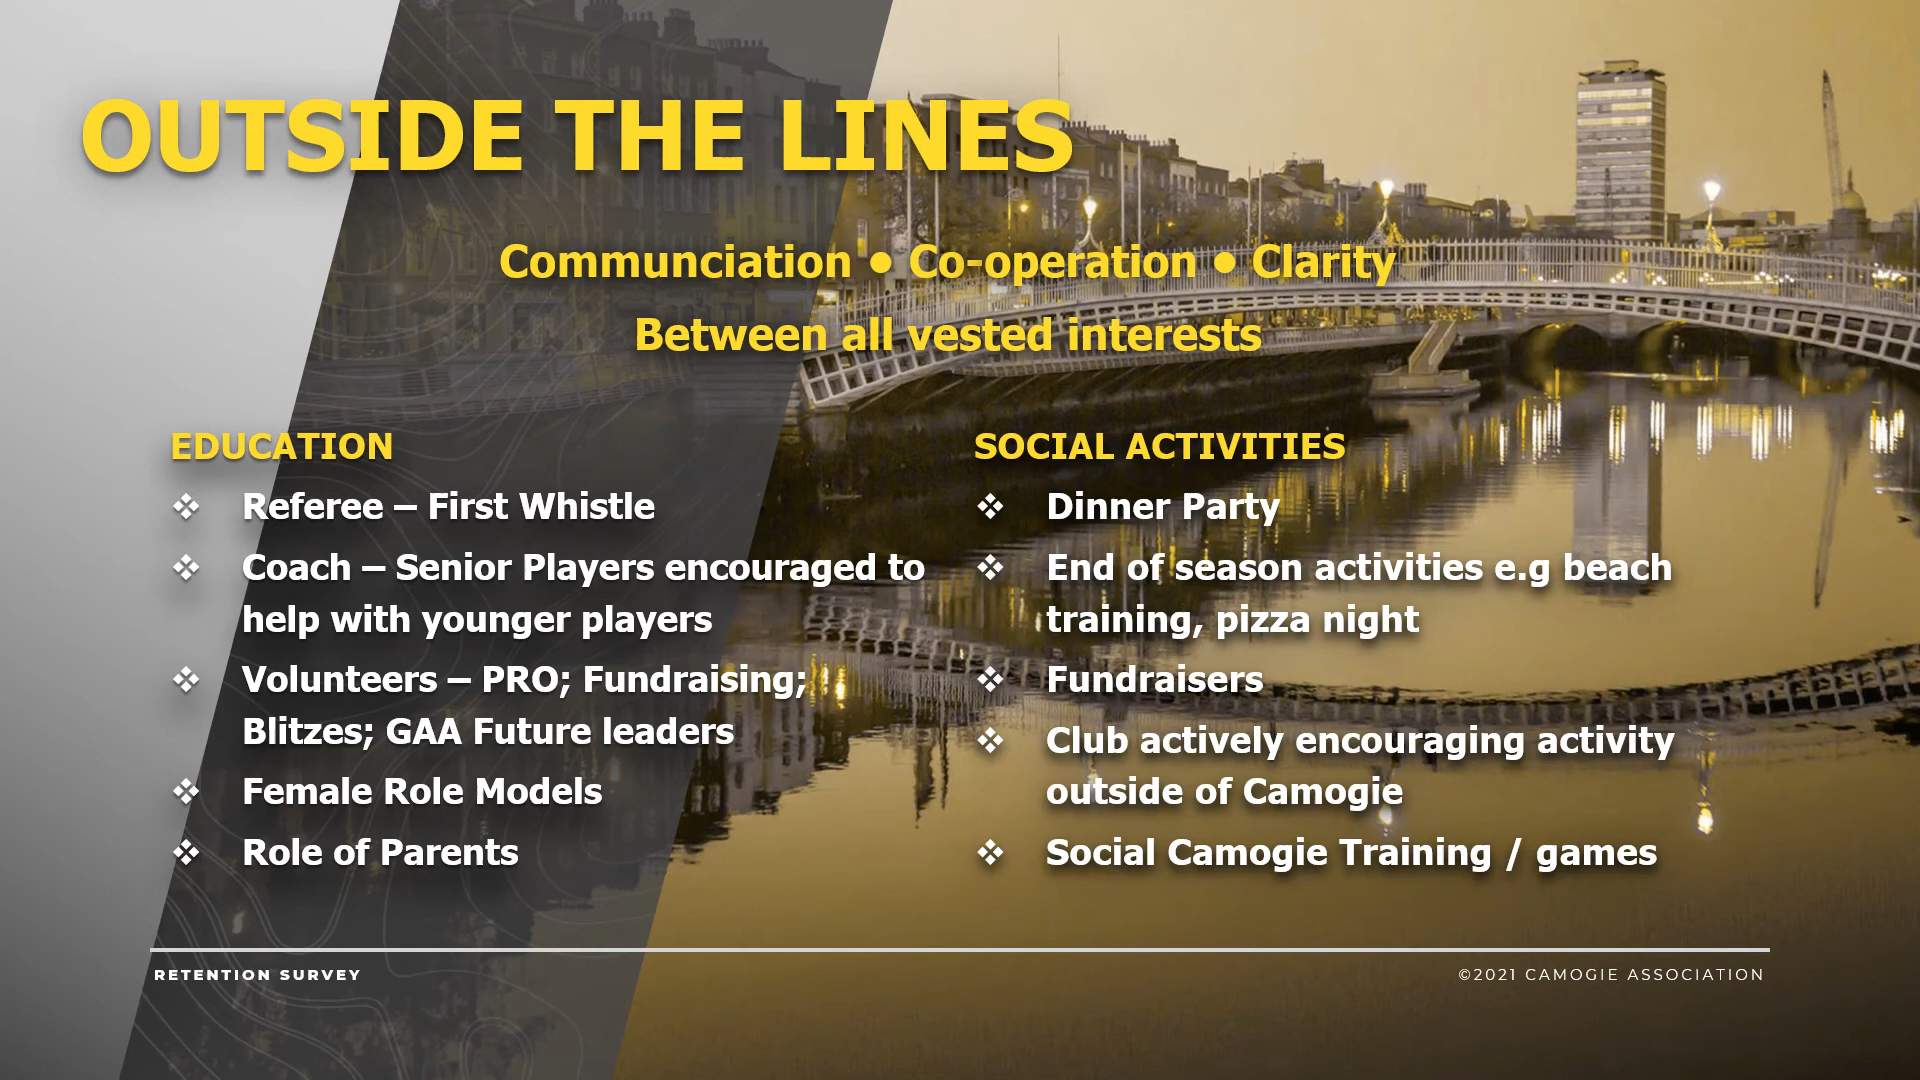 OUTSIDE THE LINES
Communciation • Co-operation • Clarity
Between all vested interests
EDUCATION
❖ Referee – First Whistle
❖ Coach – Senior Players encouraged to
help with younger players
❖ Volunteers – PRO; Fundraising;
Blitzes; GAA Future leaders
❖ Female Role Models
❖ Role of Parents
SOCIAL ACTIVITIES
❖ Dinner Party
❖ End of season activities e.g beach
training, pizza night
❖ Fundraisers
❖ Club actively encouraging activity
outside of Camogie
❖ Social Camogie Training / games
RETENTION SURVEY
©2021 CAMOGIE ASSOCIATION